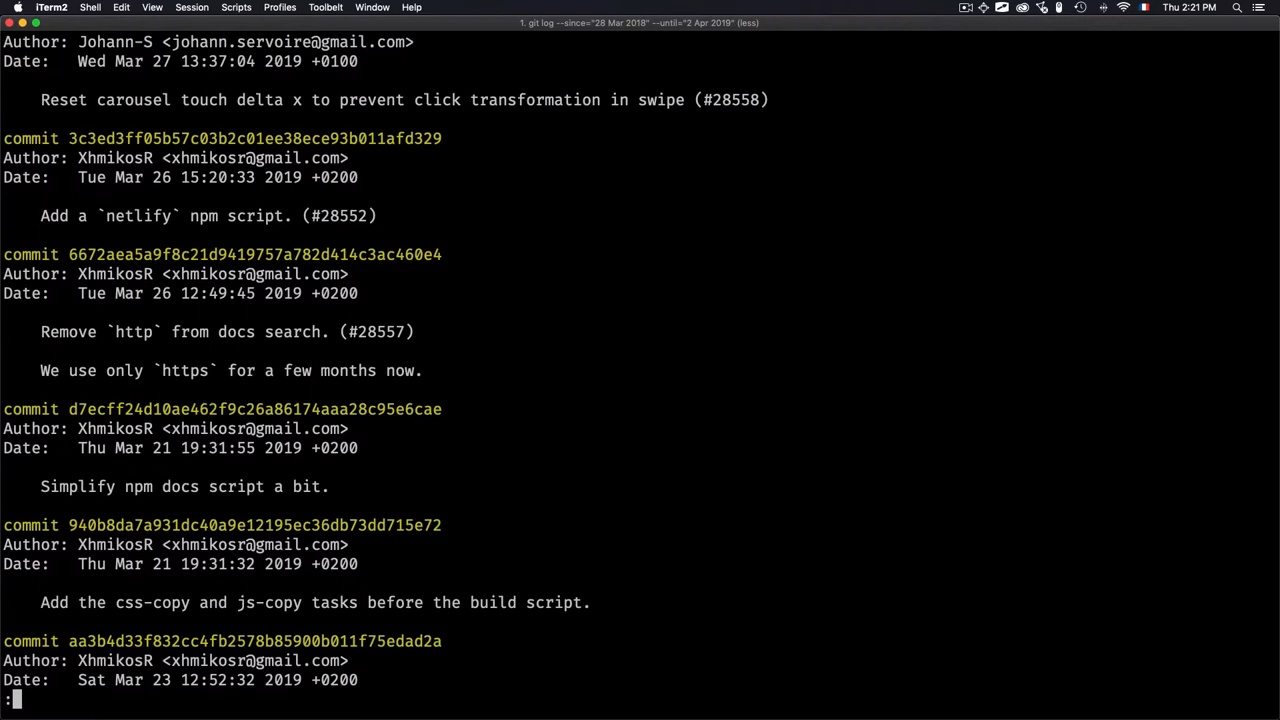 iTerm2 Shell Edit View Session Scripts Profiles Toolbelt Window Help Thu 2:21 PM
1. git log --since="28 Mar 2018" --until="2 Apr 2019" (less)
Author: Johann-S <johann.servoire@gmail.com>
Date:   Wed Mar 27 13:37:04 2019 +0100
Reset carousel touch delta x to prevent click transformation in swipe (#28558)
commit 3c3ed3ff05b57c03b2c01ee38ece93b011afd329
Author: XhmikosR <xhmikosr@gmail.com>
Date:   Tue Mar 26 15:20:33 2019 +0200
Add a `netlify` npm script. (#28552)
commit 6672aea5a9f8c21d9419757a782d414c3ac460e4
Author: XhmikosR <xhmikosr@gmail.com>
Date:   Tue Mar 26 12:49:45 2019 +0200
Remove `http` from docs search. (#28557)
We use only `https` for a few months now.
commit d7ecff24d10ae462f9c26a86174aaa28c95e6cae
Author: XhmikosR <xhmikosr@gmail.com>
Date:   Thu Mar 21 19:31:55 2019 +0200
Simplify npm docs script a bit.
commit 940b8da7a931dc40a9e12195ec36db73dd715e72
Author: XhmikosR <xhmikosr@gmail.com>
Date:   Thu Mar 21 19:31:32 2019 +0200
Add the css-copy and js-copy tasks before the build script.
commit aa3b4d33f832cc4fb2578b85900b011f75edad2a
Author: XhmikosR <xhmikosr@gmail.com>
Date:   Sat Mar 23 12:52:32 2019 +0200
: